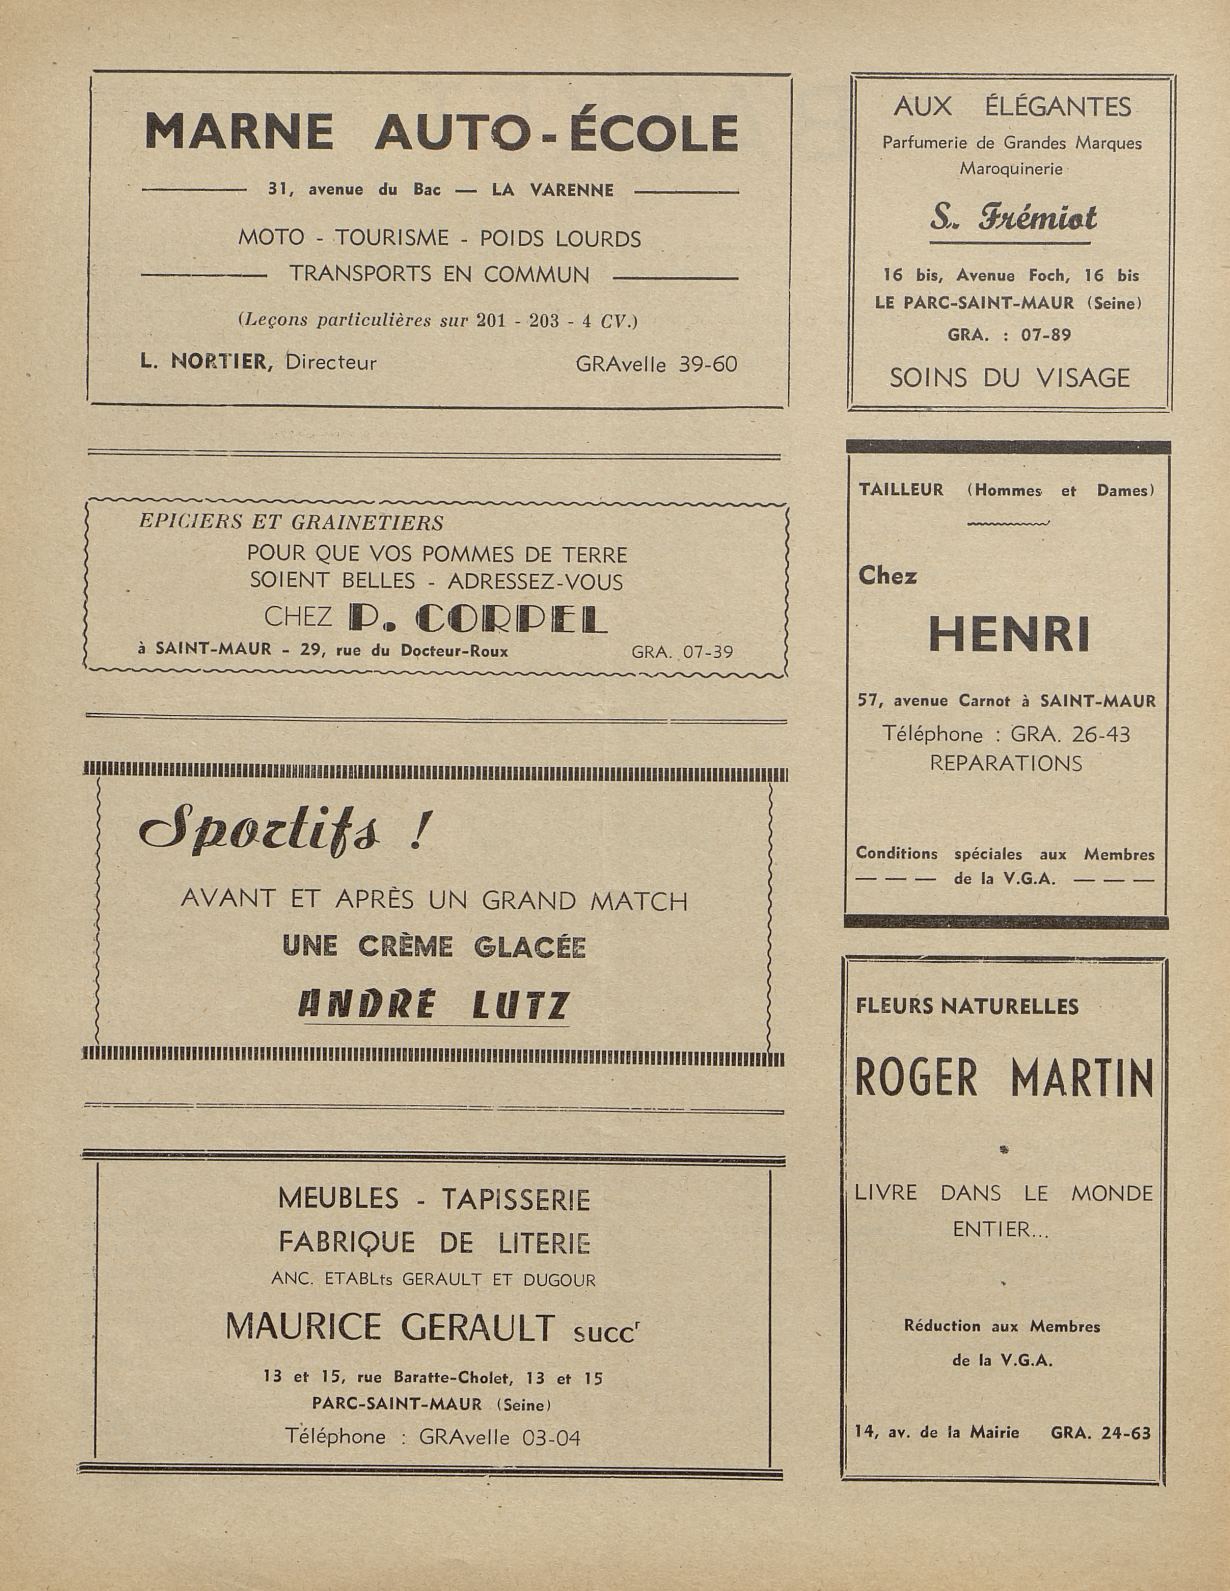 MARNE AUTO-ÉCOLE
31, avenue du Bac — LA VARENNE
MOTO - TOURISME - POIDS LOURDS
TRANSPORTS EN COMMUN
(Leçons particulières sur 201 - 203 - 4 CV.)
L. NORTIER, Directeur GRAvelle 39-60
EPICIERS ET GRAINETIERS
POUR QUE VOS POMMES DE TERRE
SOIENT BELLES - ADRESSEZ-VOUS
CHEZ P. CORPEL
à SAINT-MAUR - 29, rue du Docteur-Roux GRA. 07-39
Sportifs !
AVANT ET APRÈS UN GRAND MATCH
UNE CRÈME GLACÉE
ANDRÉ LUTZ
MEUBLES - TAPISSERIE
FABRIQUE DE LITERIE
ANC. ETABLts GERAULT ET DUGOUR
MAURICE GERAULT succr
13 et 15, rue Baratte-Cholet, 13 et 15
PARC-SAINT-MAUR (Seine)
Téléphone : GRAvelle 03-04
AUX ÉLÉGANTES
Parfumerie de Grandes Marques
Maroquinerie
S. Frémiot
16 bis, Avenue Foch, 16 bis
LE PARC-SAINT-MAUR (Seine)
GRA. : 07-89
SOINS DU VISAGE
TAILLEUR (Hommes et Dames)
Chez
HENRI
57, avenue Carnot à SAINT-MAUR
Téléphone : GRA. 26-43
REPARATIONS
Conditions spéciales aux Membres
— — — de la V.G.A. — — —
FLEURS NATURELLES
ROGER MARTIN
LIVRE DANS LE MONDE
ENTIER...
Réduction aux Membres
de la V.G.A.
14, av. de la Mairie GRA. 24-63